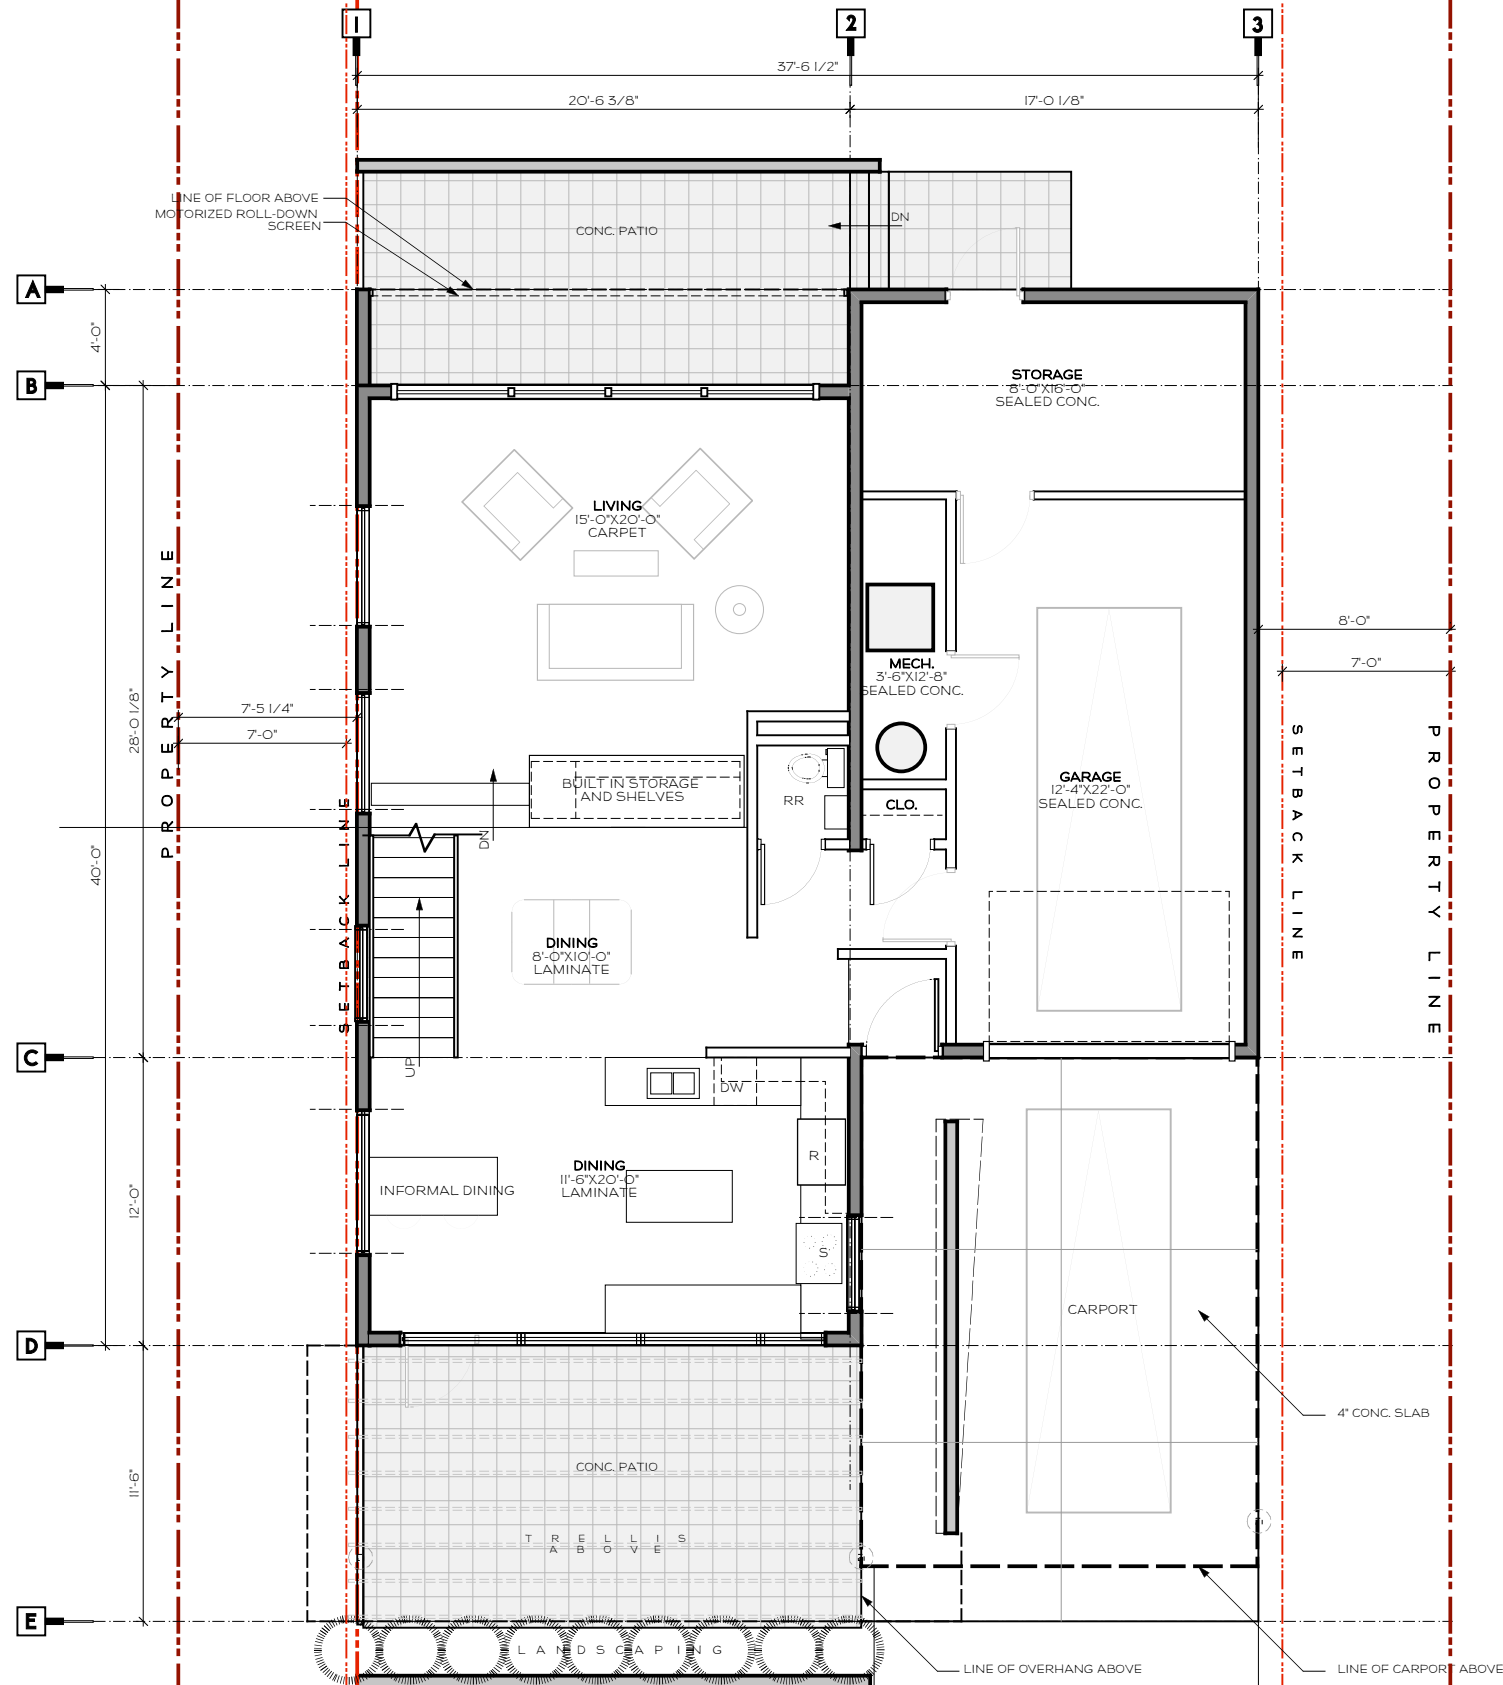 1
2
3
37'-6 1/2"
20'-6 3/8"
17'-0 1/8"
LINE OF FLOOR ABOVE
MOTORIZED ROLL-DOWN
SCREEN
CONC. PATIO
DN
A
4'-0"
B
STORAGE
8'-0"X16'-0"
SEALED CONC.
LIVING
15'-0"X20'-0"
CARPET
PROPERTY LINE
8'-0"
7'-0"
MECH.
3'-6"X12'-8"
SEALED CONC.
28'-0 1/8"
7'-5 1/4"
7'-0"
SETBACK LINE
PROPERTY LINE
GARAGE
12'-4"X22'-0"
SEALED CONC.
BUILT IN STORAGE
AND SHELVES
RR
CLO.
DN
SETBACK LINE
40'-0"
DINING
8'-0"X10'-0"
LAMINATE
C
UP
DW
R
DINING
11'-6"X20'-0"
LAMINATE
INFORMAL DINING
12'-0"
S
CARPORT
D
4" CONC. SLAB
CONC. PATIO
11'-6"
TRELLIS
ABOVE
E
LANDSCAPING
LINE OF OVERHANG ABOVE
LINE OF CARPORT ABOVE